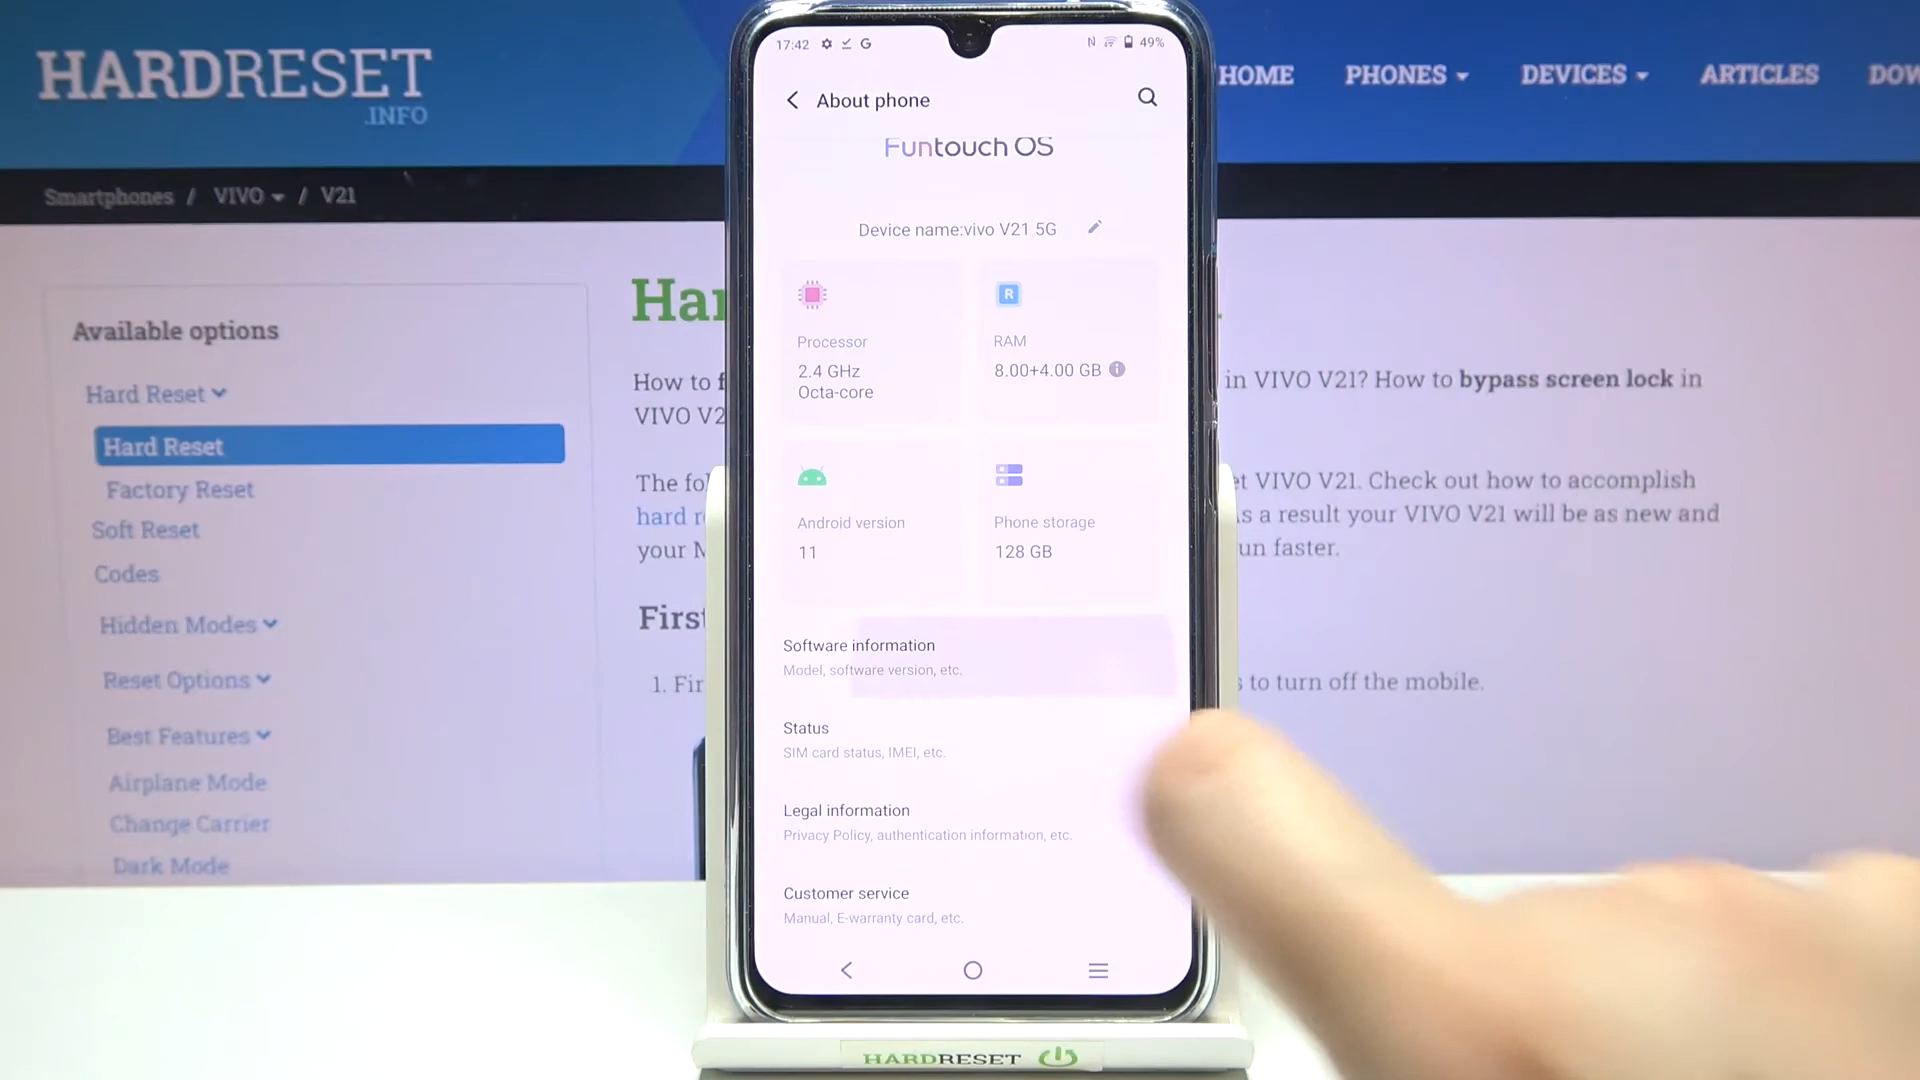 HARDRESET
.INFO
HOME
PHONES
DEVICES
ARTICLES
Smartphones / VIVO / V21
Available options
Hard Reset
Hard Reset
Factory Reset
Soft Reset
Codes
Hidden Modes
Reset Options
Best Features
Airplane Mode
Change Carrier
Dark Mode
How to
in VIVO V21? How to bypass screen lock in
The
VIVO V21. Check out how to accomplish
hard
a result your VIVO V21 will be as new and
your
faster.
1.
to turn off the mobile.
17:42
49%
About phone
Funtouch OS
Device name:vivo V21 5G
Processor
2.4 GHz
Octa-core
R
RAM
8.00+4.00 GB
Android version
11
Phone storage
128 GB
Software information
Model, software version, etc.
Status
SIM card status, IMEI, etc.
Legal information
Privacy Policy, authentication information, etc.
Customer service
Manual, E-warranty card, etc.
HARDRESET